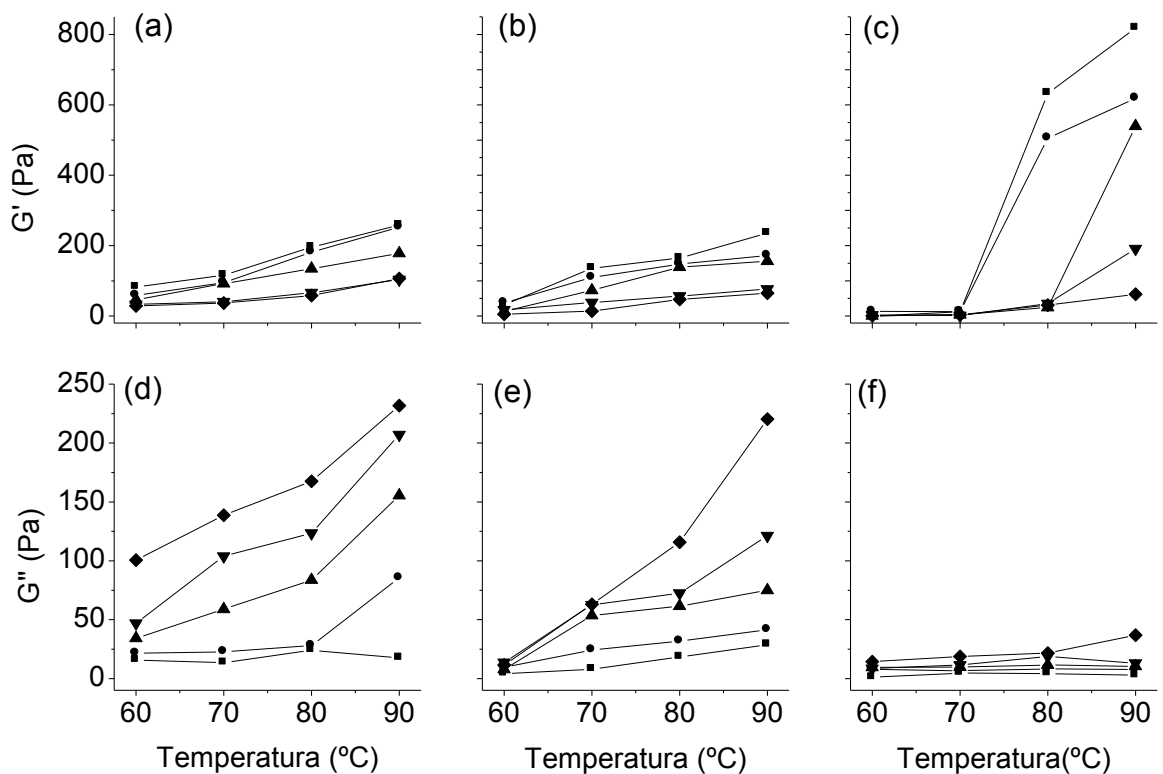 (a)
(b)
(c)
800
600
400
200
0
G' (Pa)
(d)
(e)
(f)
250
200
150
100
50
0
G'' (Pa)
60 70 80 90
60 70 80 90
60 70 80 90
Temperatura (ºC)
Temperatura (ºC)
Temperatura(ºC)